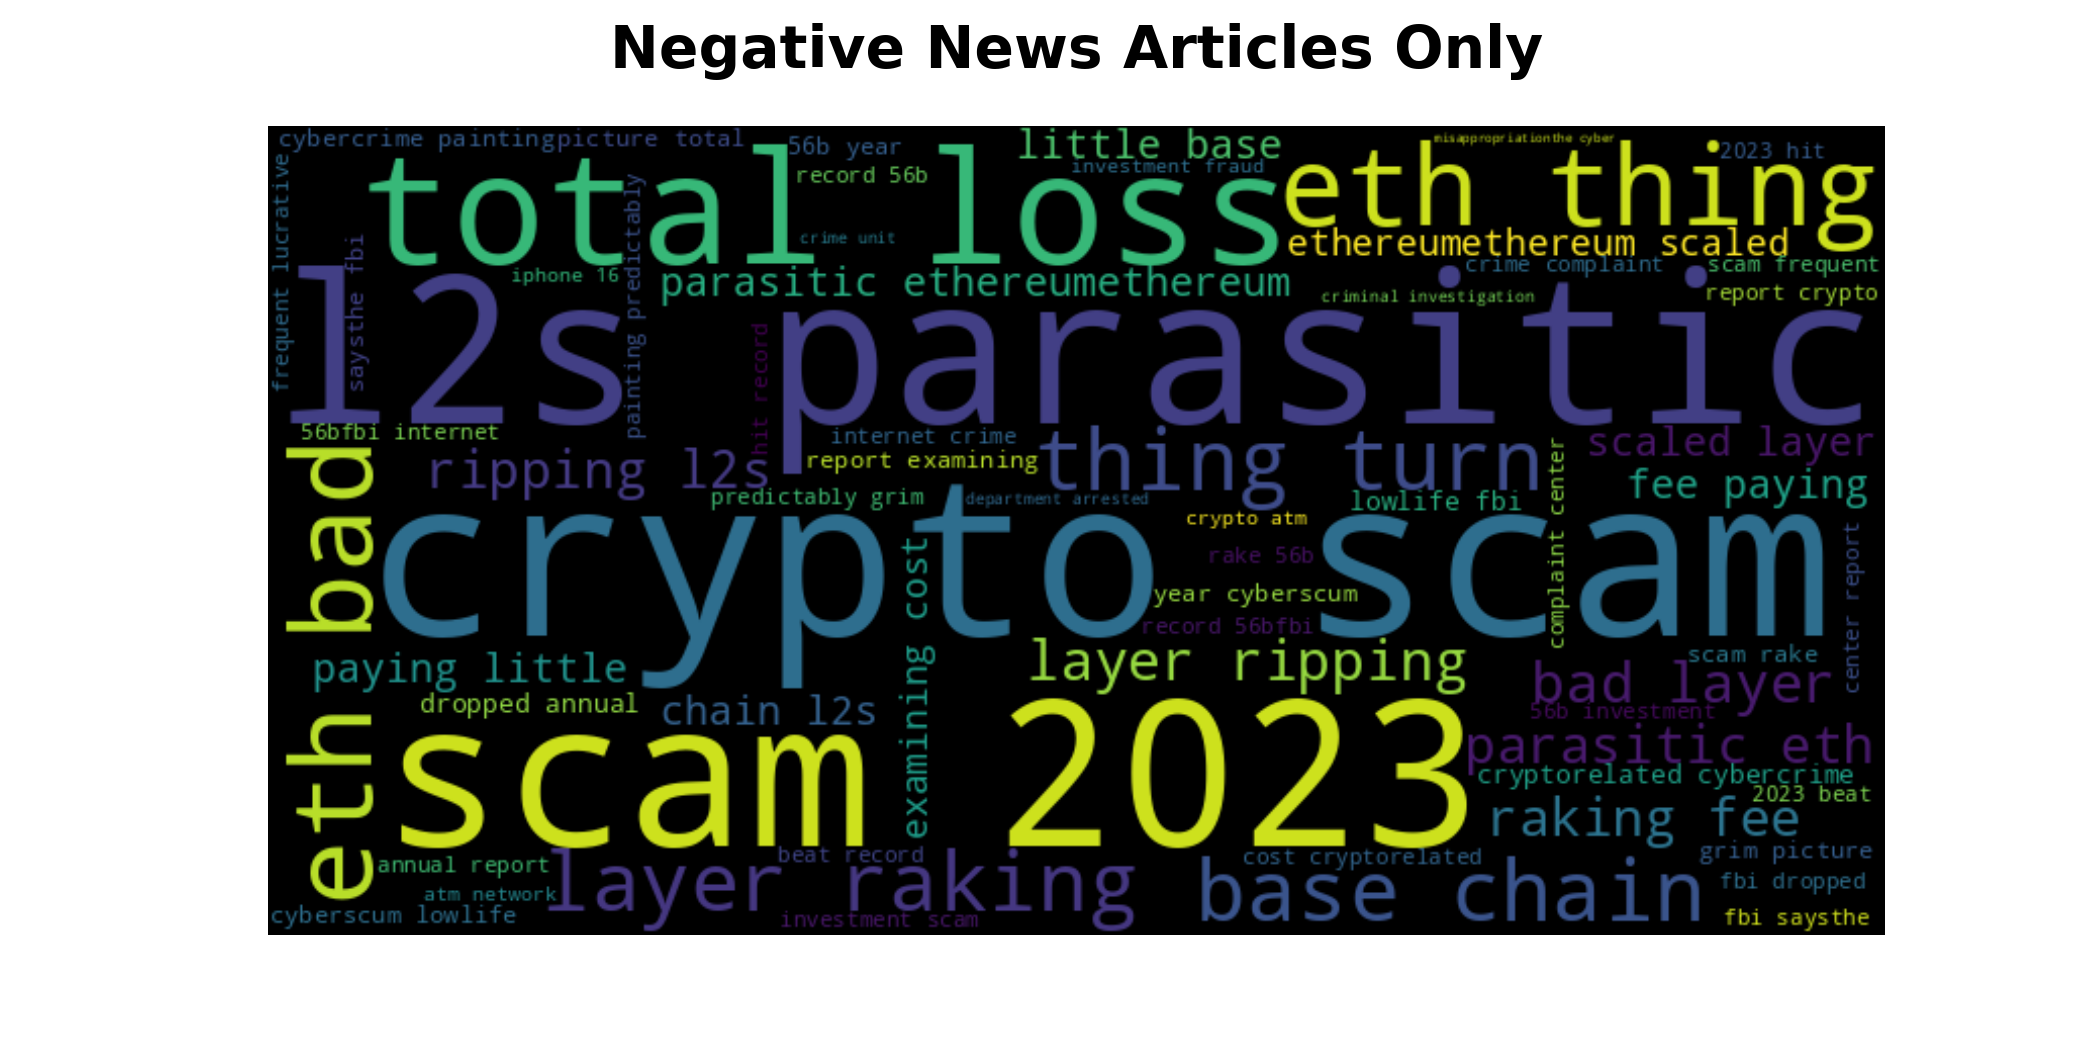 Negative News Articles Only
cybercrime painting
picture total
56b year
little base
misappropriationthe cyber
2023 hit
investment fraud
record 56b
total loss
eth thing
frequent lucrative
painting predictably
crime unit
ethereumethereum scaled
saysthe fbi
iphone 16
parasitic ethereumethereum
crime complaint
scam frequent
criminal investigation
report crypto
l2s parasitic
hit record
56bfbi internet
internet crime
thing turn
scaled layer
ripping l2s
report examining
fee paying
predictably grim
department arrested
lowlife fbi
complaint center
eth bad
crypto atm
crypto scam
rake 56b
center report
examining cost
year cyberscum
record 56bfbi
paying little
layer ripping
scam rake
bad layer
dropped annual
chain l2s
56b investment
scam 2023
parasitic eth
cryptorelated cybercrime
2023 beat
raking fee
annual report
beat record
cost cryptorelated
grim picture
layer raking
base chain
fbi dropped
atm network
cyberscum lowlife
investment scam
fbi saysthe